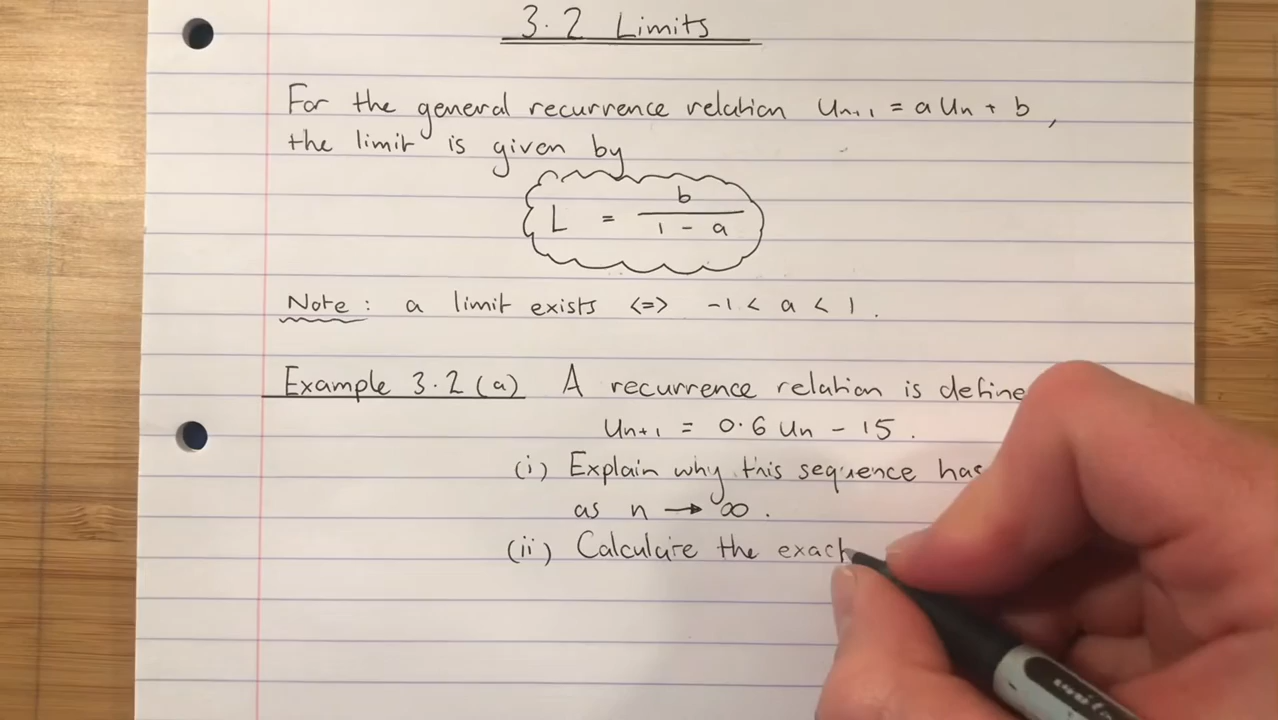 3.2 Limits
For the general recurrence relation Un+1 = a Un + b,
the limit is given by
L = b / 1 - a
Note: a limit exists <=> -1 < a < 1.
Example 3.2 (a) A recurrence relation is define
Un+1 = 0.6 Un - 15.
(i) Explain why this sequence has
as n → ∞.
(ii) Calculate the exact